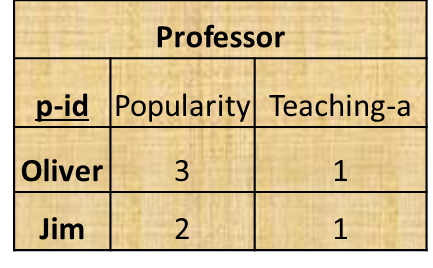 Professor
p-id Popularity Teaching-a
Oliver 3 1
Jim 2 1